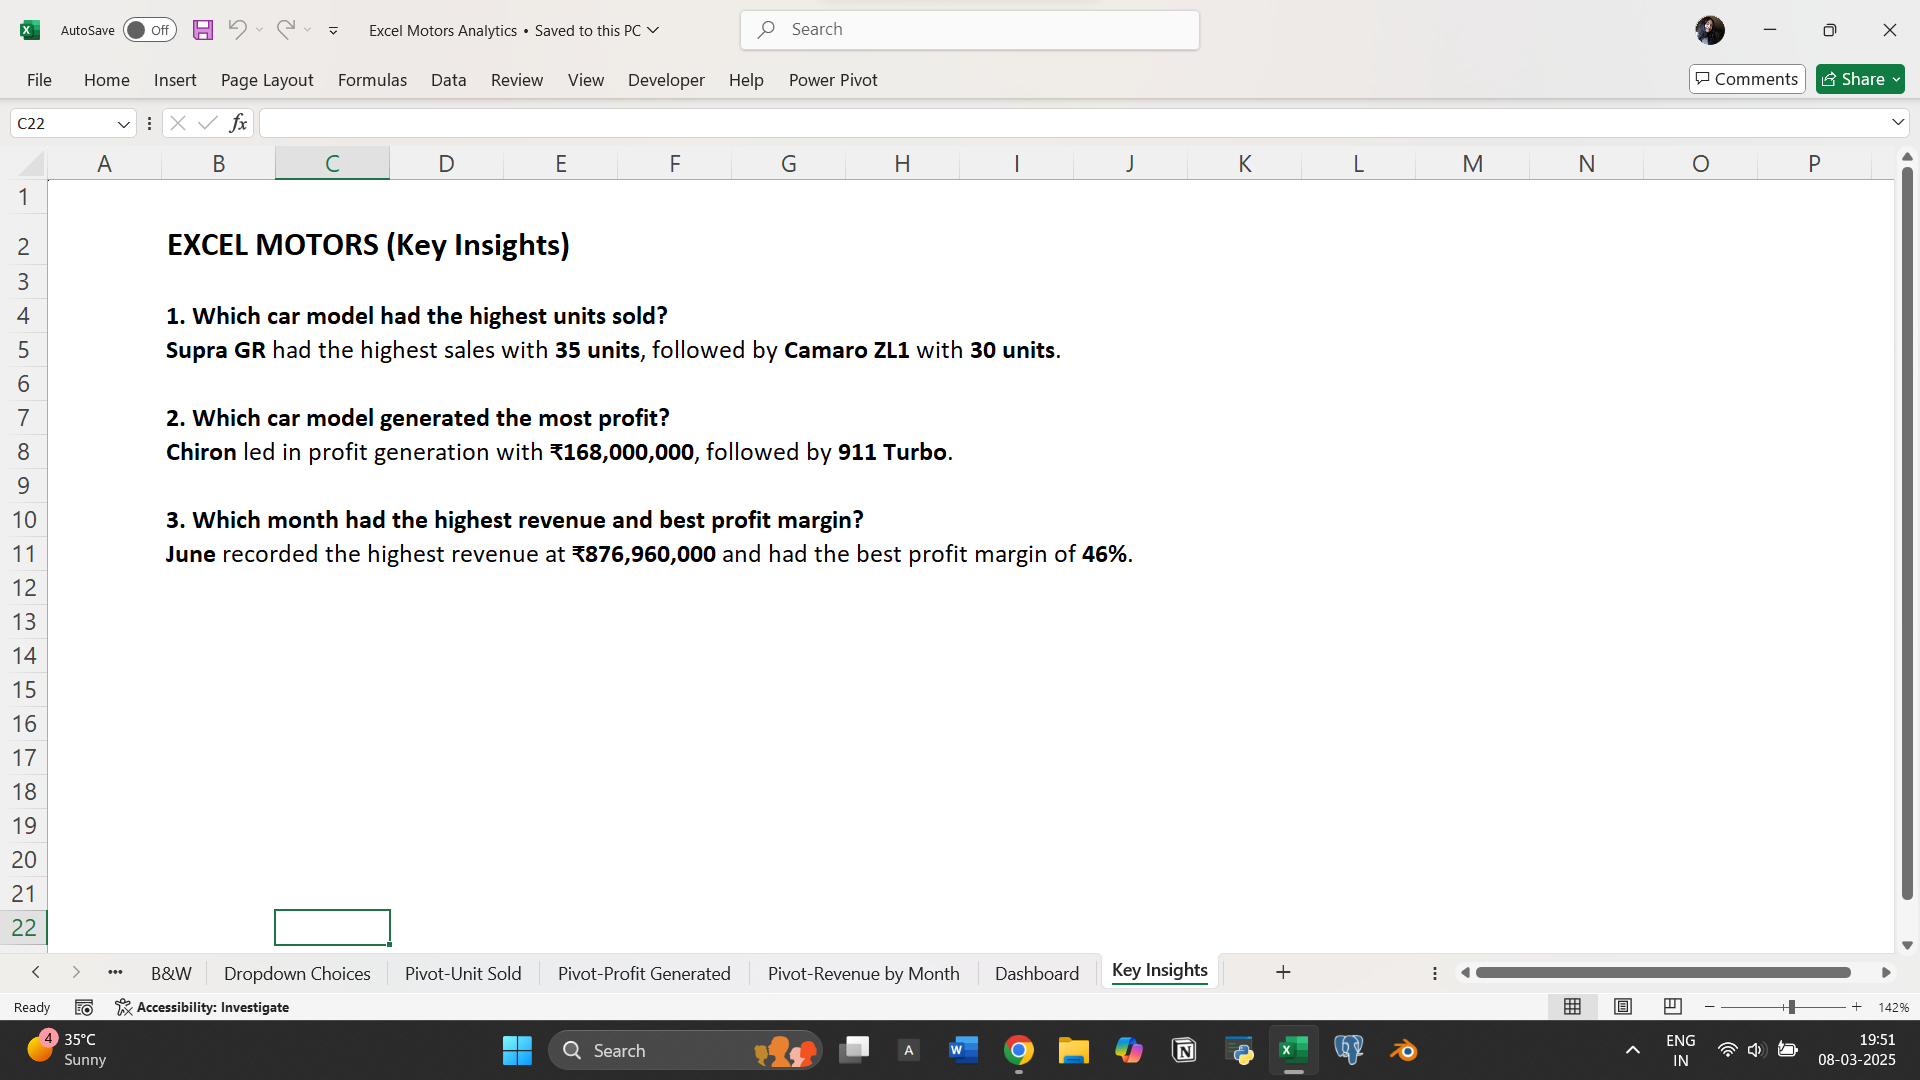 AutoSave Off Excel Motors Analytics • Saved to this PC Search
File Home Insert Page Layout Formulas Data Review View Developer Help Power Pivot Comments Share
C22 fx
A B C D E F G H I J K L M N O P
1
2 EXCEL MOTORS (Key Insights)
3
4 1. Which car model had the highest units sold?
5 Supra GR had the highest sales with 35 units, followed by Camaro ZL1 with 30 units.
6
7 2. Which car model generated the most profit?
8 Chiron led in profit generation with ₹168,000,000, followed by 911 Turbo.
9
10 3. Which month had the highest revenue and best profit margin?
11 June recorded the highest revenue at ₹876,960,000 and had the best profit margin of 46%.
12
13
14
15
16
17
18
19
20
21
22
B&W Dropdown Choices Pivot-Unit Sold Pivot-Profit Generated Pivot-Revenue by Month Dashboard Key Insights
Ready Accessibility: Investigate 142%
4 35°C Search A ENG 19:51
Sunny IN 08-03-2025